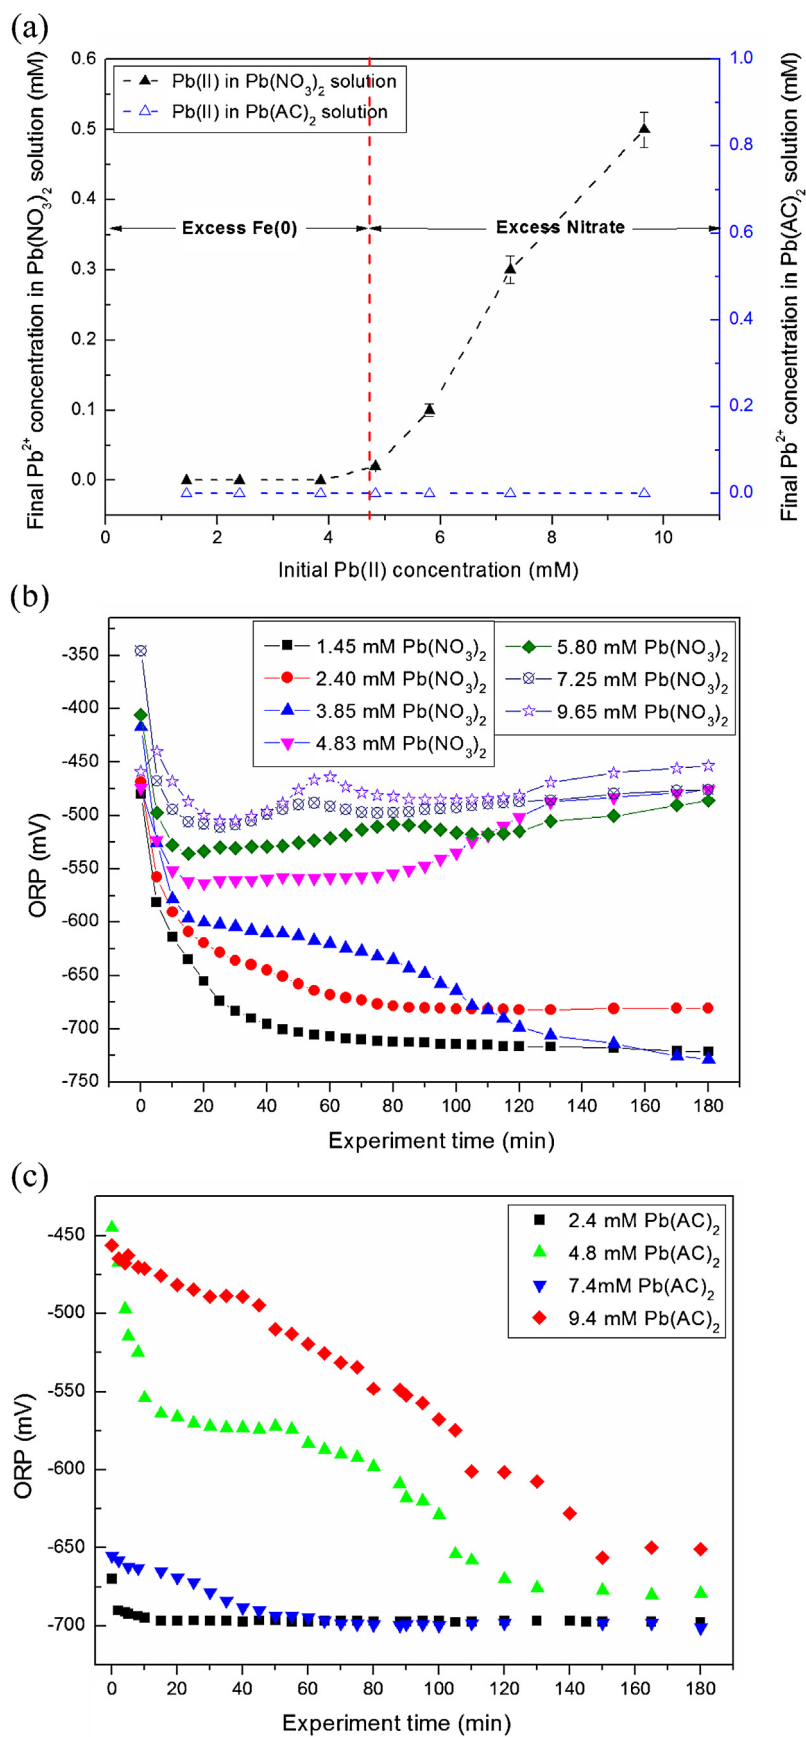 (a)
Final Pb2+ concentration in Pb(NO3)2 solution (mM)
0.6
0.5
0.4
0.3
0.2
0.1
0.0
Pb(II) in Pb(NO3)2 solution
Pb(II) in Pb(AC)2 solution
Excess Fe(0)
Excess Nitrate
1.0
0.8
0.6
0.4
0.2
0.0
Final Pb2+ concentration in Pb(AC)2 solution (mM)
0 2 4 6 8 10
Initial Pb(II) concentration (mM)
(b)
ORP (mV)
-350
-400
-450
-500
-550
-600
-650
-700
-750
1.45 mM Pb(NO3)2
2.40 mM Pb(NO3)2
3.85 mM Pb(NO3)2
4.83 mM Pb(NO3)2
5.80 mM Pb(NO3)2
7.25 mM Pb(NO3)2
9.65 mM Pb(NO3)2
0 20 40 60 80 100 120 140 160 180
Experiment time (min)
(c)
ORP (mV)
-450
-500
-550
-600
-650
-700
2.4 mM Pb(AC)2
4.8 mM Pb(AC)2
7.4mM Pb(AC)2
9.4 mM Pb(AC)2
0 20 40 60 80 100 120 140 160 180
Experiment time (min)